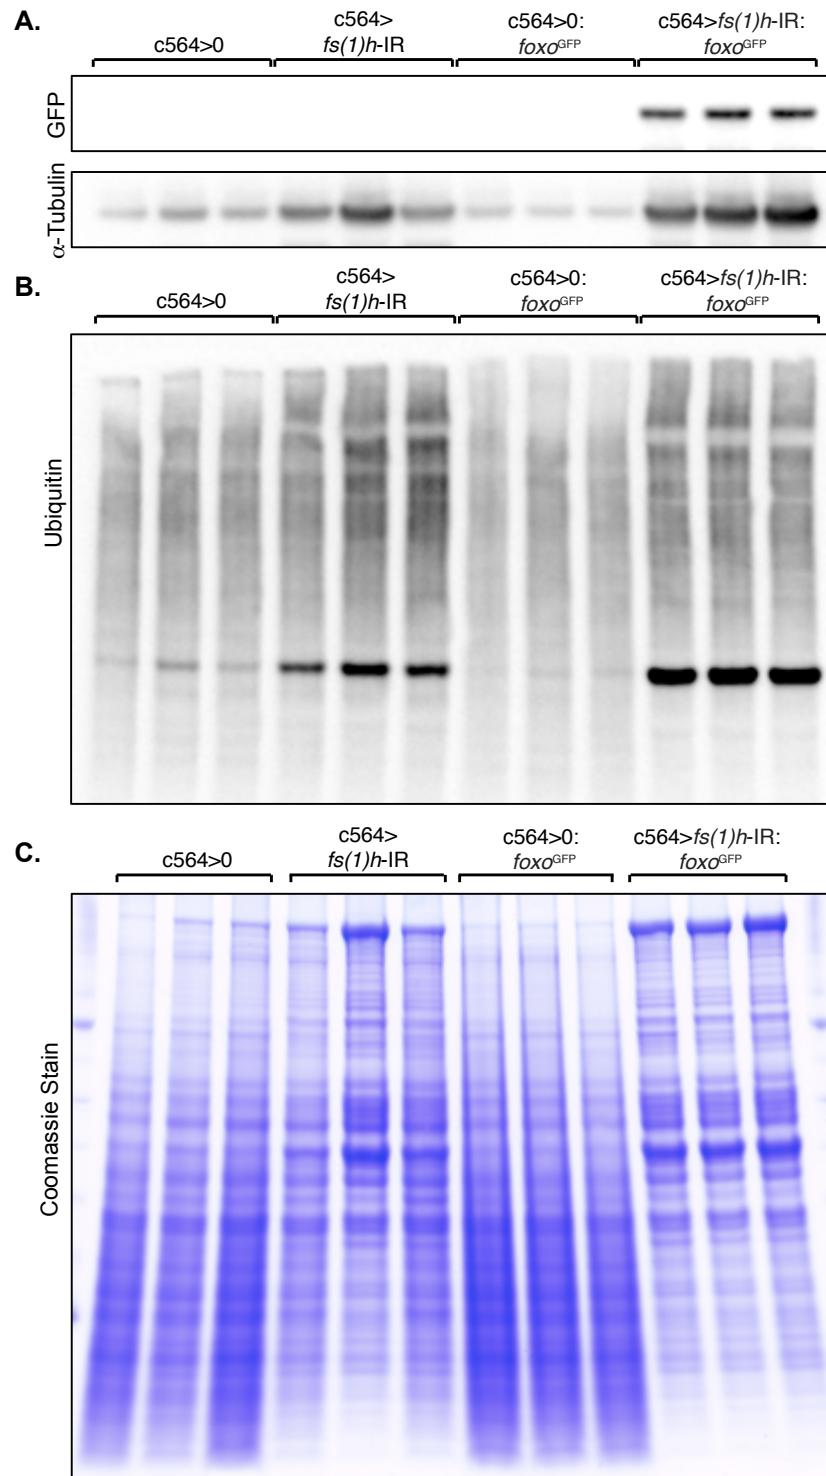 A.
c564>0
c564>
fs(1)h-IR
c564>0:
foxoGFP
c564>fs(1)h-IR:
foxoGFP
GFP
α-Tubulin
B.
c564>0
c564>
fs(1)h-IR
c564>0:
foxoGFP
c564>fs(1)h-IR:
foxoGFP
Ubiquitin
C.
c564>0
c564>
fs(1)h-IR
c564>0:
foxoGFP
c564>fs(1)h-IR:
foxoGFP
Coomassie Stain